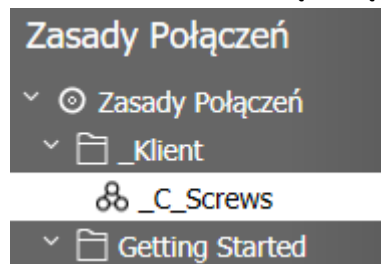 Zasady Połączeń
Zasady Połączeń
_Klient
_C_Screws
Getting Started